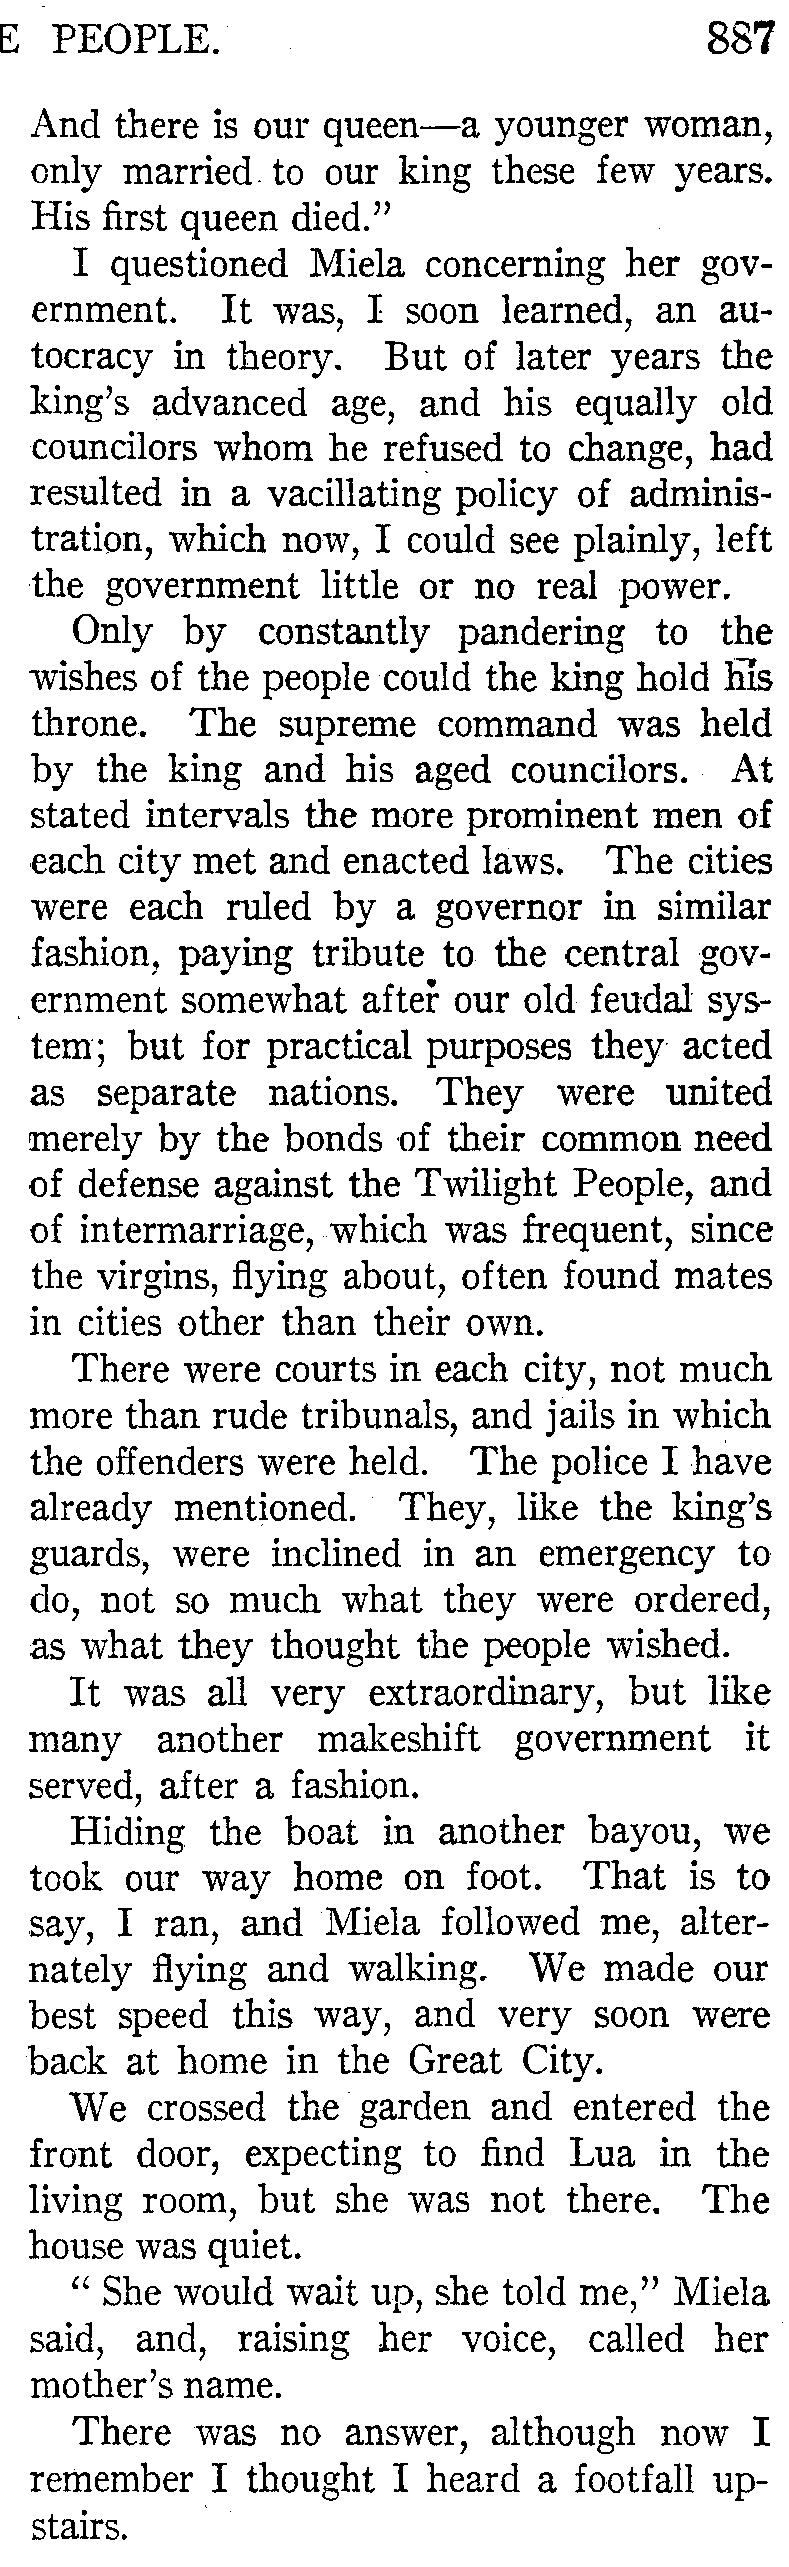 E PEOPLE. 887
And there is our queen—a younger woman,
only married to our king these few years.
His first queen died.”
I questioned Miela concerning her gov-
ernment. It was, I soon learned, an au-
tocracy in theory. But of later years the
king’s advanced age, and his equally old
councilors whom he refused to change, had
resulted in a vacillating policy of adminis-
tration, which now, I could see plainly, left
the government little or no real power.
Only by constantly pandering to the
wishes of the people could the king hold his
throne. The supreme command was held
by the king and his aged councilors. At
stated intervals the more prominent men of
each city met and enacted laws. The cities
were each ruled by a governor in similar
fashion, paying tribute to the central gov-
ernment somewhat after our old feudal sys-
tem; but for practical purposes they acted
as separate nations. They were united
merely by the bonds of their common need
of defense against the Twilight People, and
of intermarriage, which was frequent, since
the virgins, flying about, often found mates
in cities other than their own.
There were courts in each city, not much
more than rude tribunals, and jails in which
the offenders were held. The police I have
already mentioned. They, like the king’s
guards, were inclined in an emergency to
do, not so much what they were ordered,
as what they thought the people wished.
It was all very extraordinary, but like
many another makeshift government it
served, after a fashion.
Hiding the boat in another bayou, we
took our way home on foot. That is to
say, I ran, and Miela followed me, alter-
nately flying and walking. We made our
best speed this way, and very soon were
back at home in the Great City.
We crossed the garden and entered the
front door, expecting to find Lua in the
living room, but she was not there. The
house was quiet.
“ She would wait up, she told me,” Miela
said, and, raising her voice, called her
mother’s name.
There was no answer, although now I
remember I thought I heard a footfall up-
stairs.